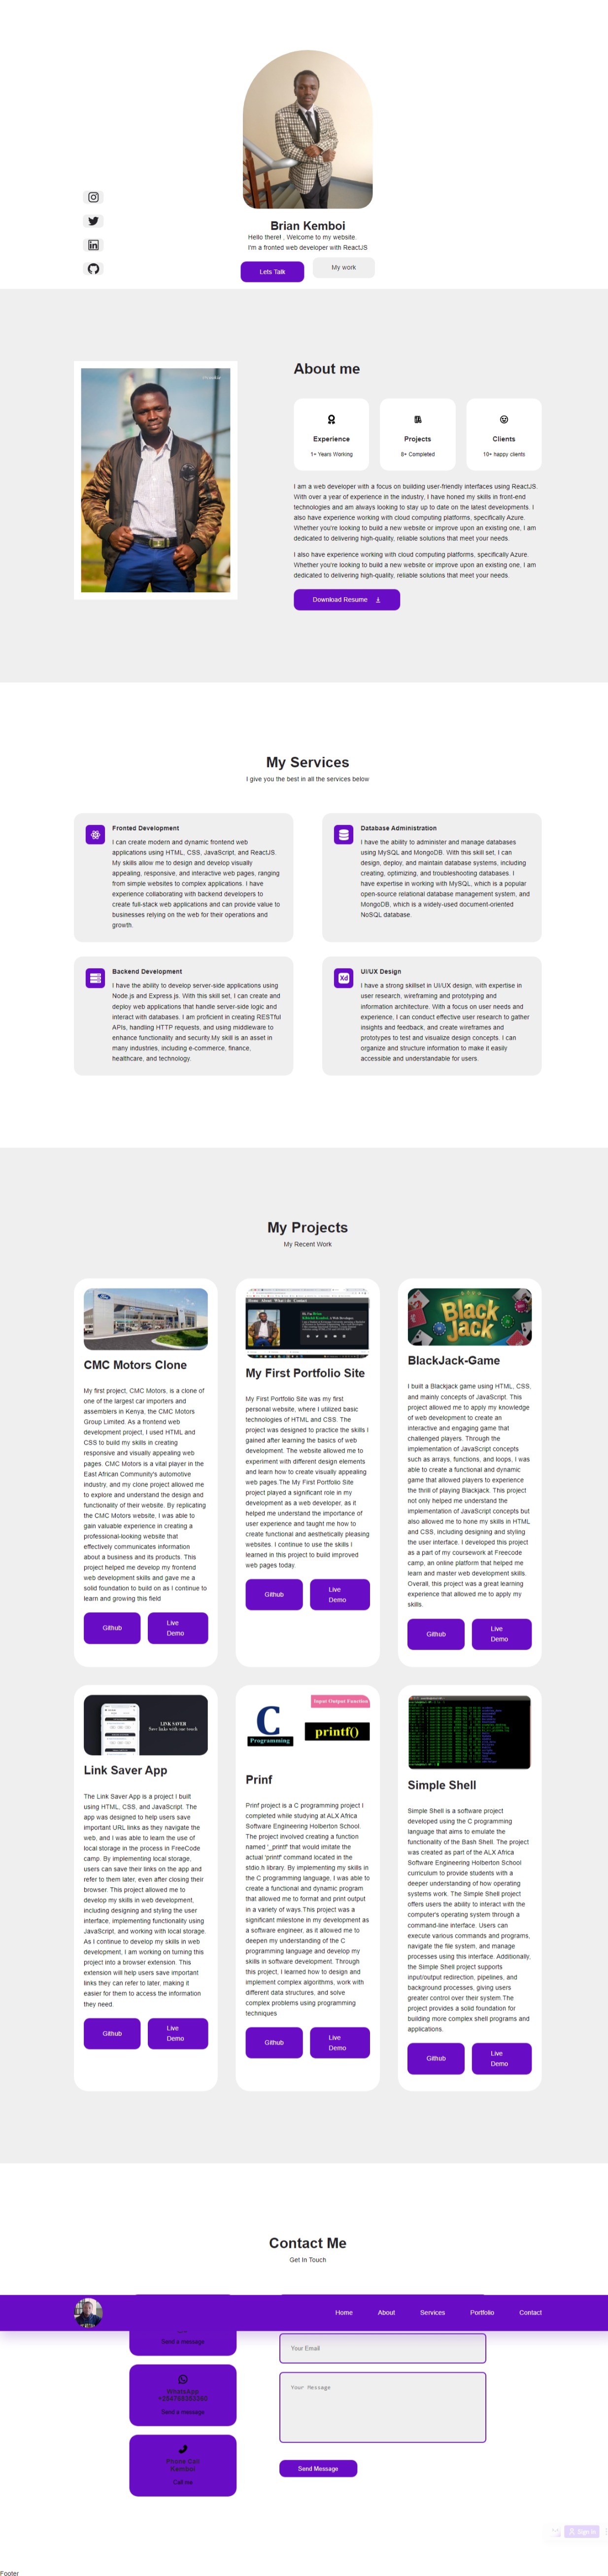 Brian Kemboi
Hello there! , Welcome to my website.
I'm a fronted web developer with ReactJS
Lets Talk
My work
About me
Experience
1+ Years Working
Projects
8+ Completed
Clients
10+ happy clients
I am a web developer with a focus on building user-friendly interfaces using ReactJS.
With over a year of experience in the industry, I have honed my skills in front-end
technologies and am always looking to stay up to date on the latest developments. I
also have experience working with cloud computing platforms, specifically Azure.
Whether you're looking to build a new website or improve upon an existing one, I am
dedicated to delivering high-quality, reliable solutions that meet your needs.
I also have experience working with cloud computing platforms, specifically Azure.
Whether you're looking to build a new website or improve upon an existing one, I am
dedicated to delivering high-quality, reliable solutions that meet your needs.
Download Resume
My Services
I give you the best in all the services below
Fronted Development
I can create modern and dynamic frontend web
applications using HTML, CSS, JavaScript, and ReactJS.
My skills allow me to design and develop visually
appealing, responsive, and interactive web pages, ranging
from simple websites to complex applications. I have
experience collaborating with backend developers to
create full-stack web applications and can provide value to
businesses relying on the web for their operations and
growth.
Database Administration
I have the ability to administer and manage databases
using MySQL and MongoDB. With this skill set, I can
design, deploy, and maintain database systems, including
creating, optimizing, and troubleshooting databases. I
have expertise in working with MySQL, which is a popular
open-source relational database management system, and
MongoDB, which is a widely-used document-oriented
NoSQL database.
Backend Development
I have the ability to develop server-side applications using
Node.js and Express.js. With this skill set, I can create and
deploy web applications that handle server-side logic and
interact with databases. I am proficient in creating RESTful
APIs, handling HTTP requests, and using middleware to
enhance functionality and security.My skill is an asset in
many industries, including e-commerce, finance,
healthcare, and technology.
Xd
UI/UX Design
I have a strong skillset in UI/UX design, with expertise in
user research, wireframing and prototyping and
information architecture. With a focus on user needs and
experience, I can conduct effective user research to gather
insights and feedback, and create wireframes and
prototypes to test and visualize design concepts. I can
organize and structure information to make it easily
accessible and understandable for users.
My Projects
My Recent Work
CMC Motors Clone
My first project, CMC Motors, is a clone of
one of the largest car importers and
assemblers in Kenya, the CMC Motors
Group Limited. As a frontend web
development project, I used HTML and
CSS to build my skills in creating
responsive and visually appealing web
pages. CMC Motors is a vital player in the
East African Community's automotive
industry, and my clone project allowed me
to explore and understand the design and
functionality of their website. By replicating
the CMC Motors website, I was able to
gain valuable experience in creating a
professional-looking website that
effectively communicates information
about a business and its products. This
project helped me develop my frontend
web development skills and gave me a
solid foundation to build on as I continue to
learn and growing this field
Github
Live
Demo
My First Portfolio Site
My First Portfolio Site was my first
personal website, where I utilized basic
technologies of HTML and CSS. The
project was designed to practice the skills I
gained after learning the basics of web
development. The website allowed me to
experiment with different design elements
and learn how to create visually appealing
web pages.The My First Portfolio Site
project played a significant role in my
development as a web developer, as it
helped me understand the importance of
user experience and taught me how to
create functional and aesthetically pleasing
websites. I continue to use the skills I
learned in this project to build improved
web pages today.
Github
Live
Demo
Black
Jack
BlackJack-Game
I built a Blackjack game using HTML, CSS,
and mainly concepts of JavaScript. This
project allowed me to apply my knowledge
of web development to create an
interactive and engaging game that
challenged players. Through the
implementation of JavaScript concepts
such as arrays, functions, and loops, I was
able to create a functional and dynamic
game that allowed players to experience
the thrill of playing Blackjack. This project
not only helped me understand the
implementation of JavaScript concepts but
also allowed me to hone my skills in HTML
and CSS, including designing and styling
the user interface. I developed this project
as a part of my coursework at Freecode
camp, an online platform that helped me
learn and master web development skills.
Overall, this project was a great learning
experience that allowed me to apply my
skills.
Github
Live
Demo
LINK SAVER
Save links with one touch
Link Saver App
The Link Saver App is a project I built
using HTML, CSS, and JavaScript. The
app was designed to help users save
important URL links as they navigate the
web, and I was able to learn the use of
local storage in the process in FreeCode
camp. By implementing local storage,
users can save their links on the app and
refer to them later, even after closing their
browser. This project allowed me to
develop my skills in web development,
including designing and styling the user
interface, implementing functionality using
JavaScript, and working with local storage.
As I continue to develop my skills in web
development, I am working on turning this
project into a browser extension. This
extension will help users save important
links they can refer to later, making it
easier for them to access the information
they need.
Github
Live
Demo
Input Output Function
C
Programming
printf()
Prinf
Prinf project is a C programming project I
completed while studying at ALX Africa
Software Engineering Holberton School.
The project involved creating a function
named '_printf' that would imitate the
actual 'printf' command located in the
stdio.h library. By implementing my skills in
the C programming language, I was able to
create a functional and dynamic program
that allowed me to format and print output
in a variety of ways.This project was a
significant milestone in my development as
a software engineer, as it allowed me to
deepen my understanding of the C
programming language and develop my
skills in software development. Through
this project, I learned how to design and
implement complex algorithms, work with
different data structures, and solve
complex problems using programming
techniques
Github
Live
Demo
Simple Shell
Simple Shell is a software project
developed using the C programming
language that aims to emulate the
functionality of the Bash Shell. The project
was created as part of the ALX Africa
Software Engineering Holberton School
curriculum to provide students with a
deeper understanding of how operating
systems work. The Simple Shell project
offers users the ability to interact with the
computer's operating system through a
command-line interface. Users can
execute various commands and programs,
navigate the file system, and manage
processes using this interface. Additionally,
the Simple Shell project supports
input/output redirection, pipelines, and
background processes, giving users
greater control over their system.The
project provides a solid foundation for
building more complex shell programs and
applications.
Github
Live
Demo
Contact Me
Get In Touch
Home
About
Services
Portfolio
Contact
Send a message
WhatsApp
Send a message
Phone Call
Kemboi
Call me
Your Email
Your Message
Send Message
Sign in
Footer